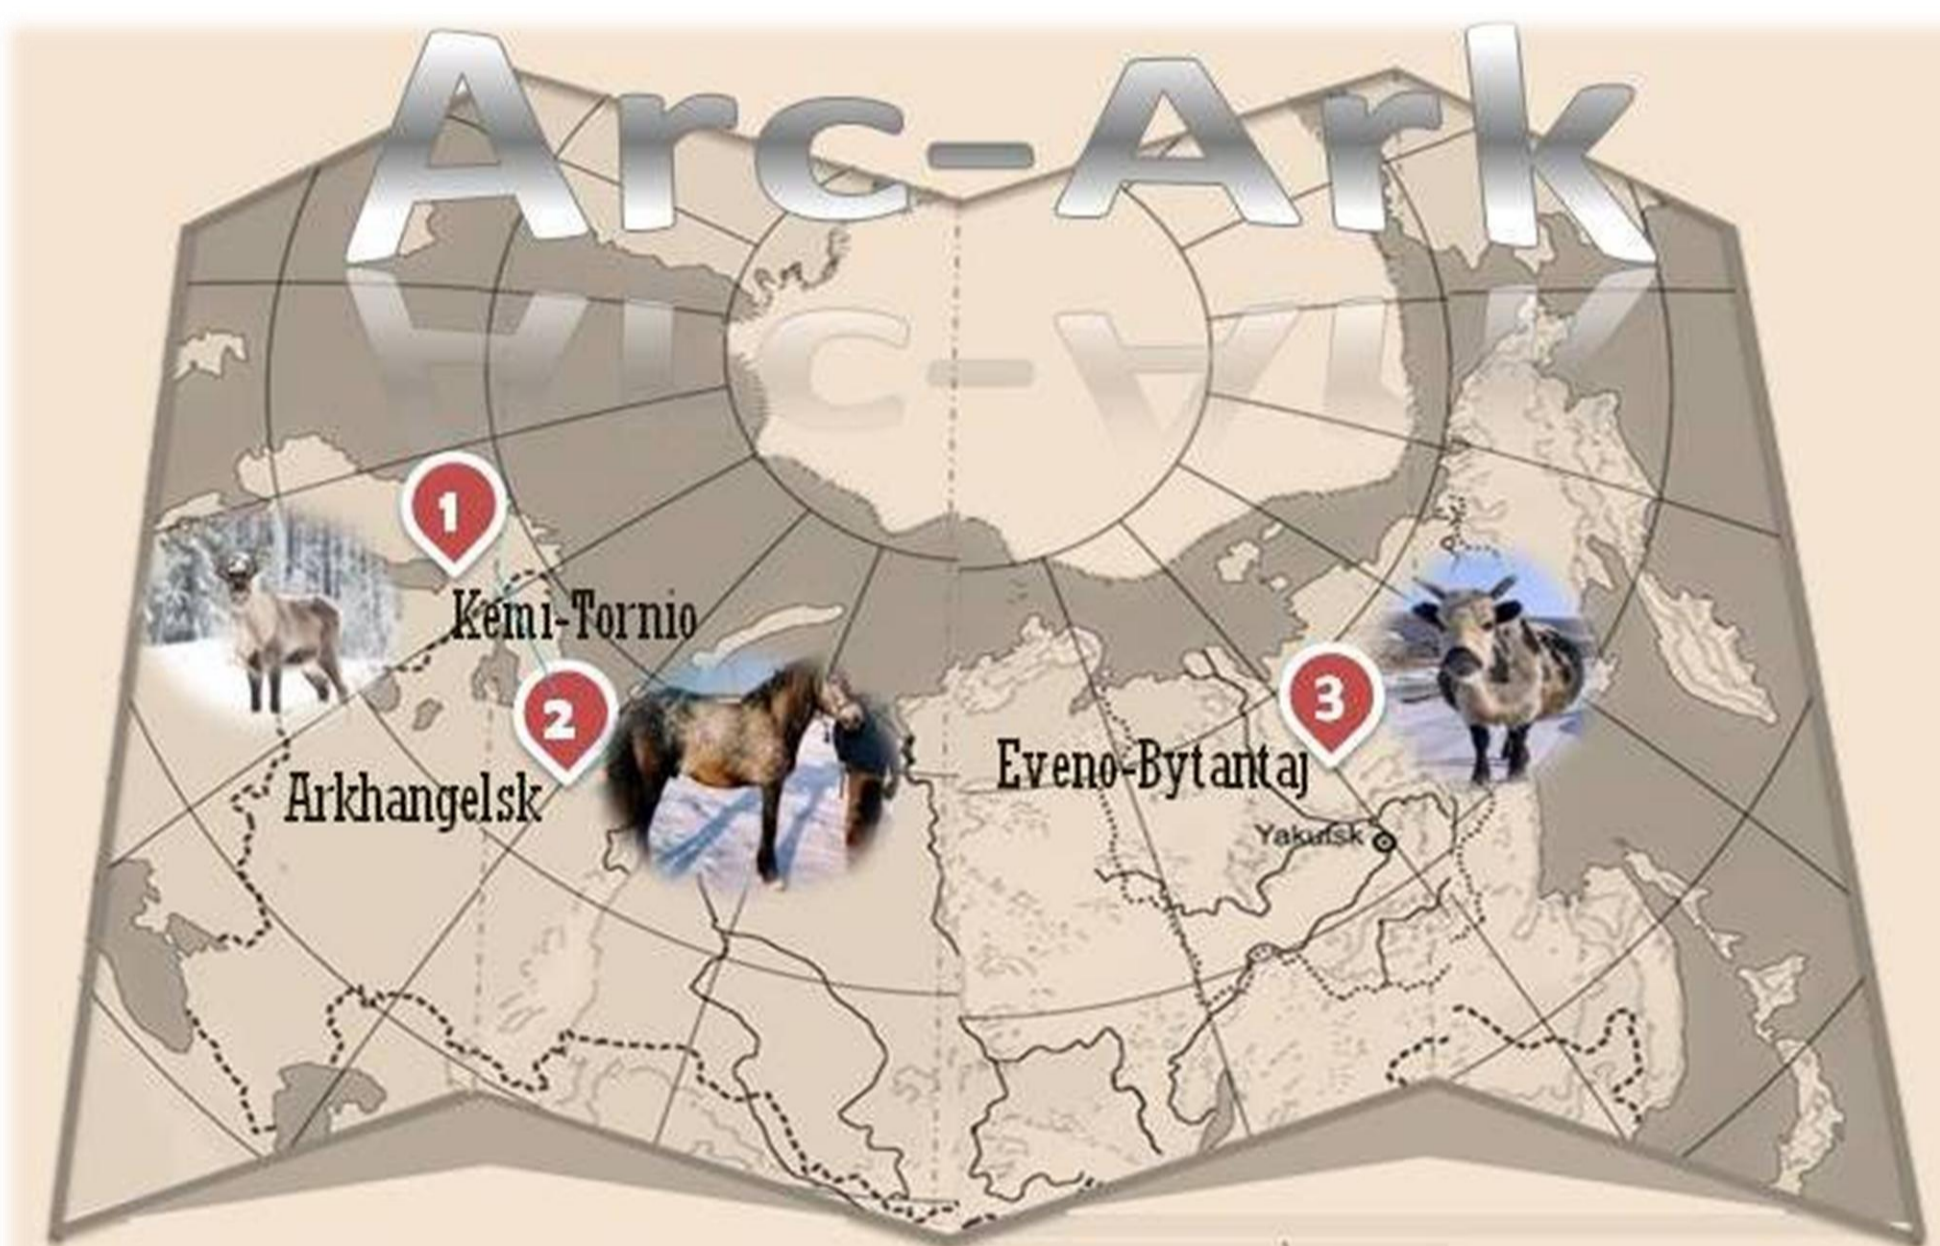 Arc-Ark
1
Kemi-Tornio
2
3
Arkhangelsk
Eveno-Bytantaj
Yakutsk